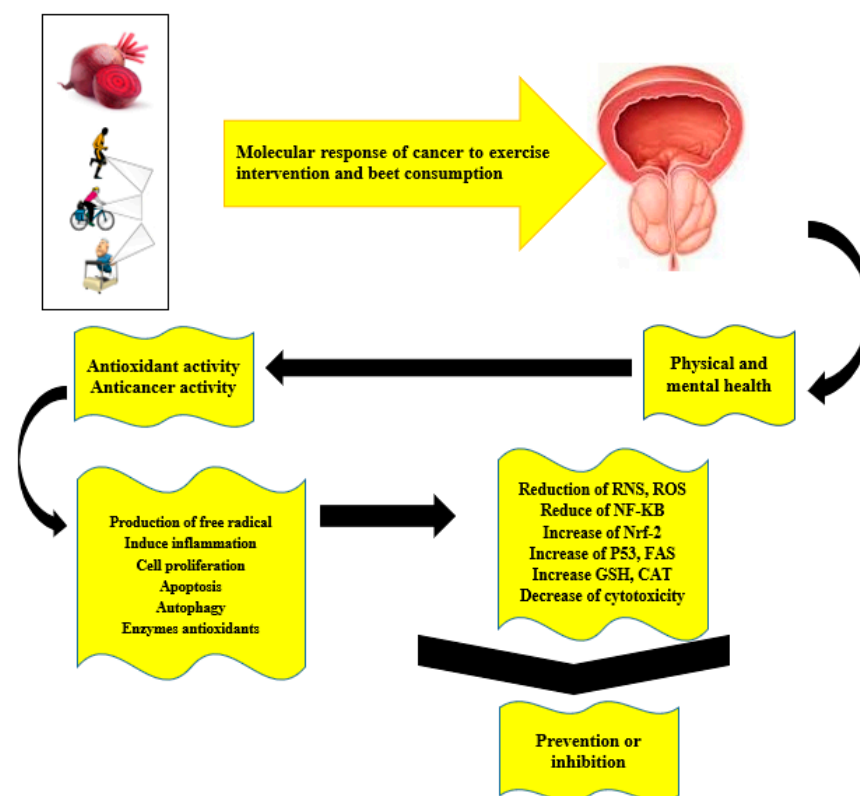 Molecular response of cancer to exercise
intervention and beet consumption
Antioxidant activity
Anticancer activity
Physical and
mental health
Production of free radical
Induce inflammation
Cell proliferation
Apoptosis
Autophagy
Enzymes antioxidants
Reduction of RNS, ROS
Reduce of NF-KB
Increase of Nrf-2
Increase of P53, FAS
Increase GSH, CAT
Decrease of cytotoxicity
Prevention or
inhibition